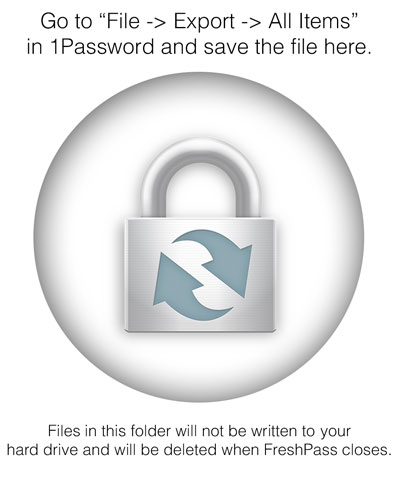 Go to “File -> Export -> All Items”
in 1Password and save the file here.
Files in this folder will not be written to your
hard drive and will be deleted when FreshPass closes.